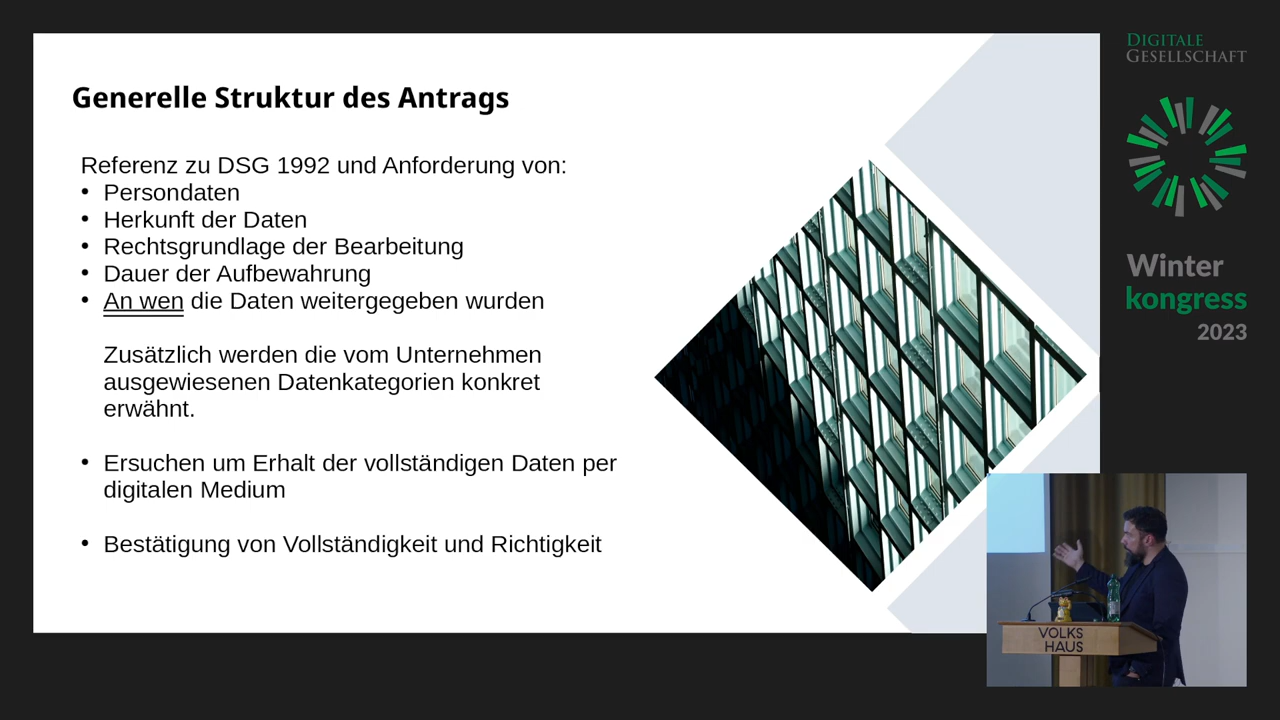 Generelle Struktur des Antrags
Referenz zu DSG 1992 und Anforderung von:
• Persondaten
• Herkunft der Daten
• Rechtsgrundlage der Bearbeitung
• Dauer der Aufbewahrung
• An wen die Daten weitergegeben wurden
Zusätzlich werden die vom Unternehmen
ausgewiesenen Datenkategorien konkret
erwähnt.
• Ersuchen um Erhalt der vollständigen Daten per
digitalen Medium
• Bestätigung von Vollständigkeit und Richtigkeit
DIGITALE
GESELLSCHAFT
Winter
kongress
2023
VOLKS
HAUS